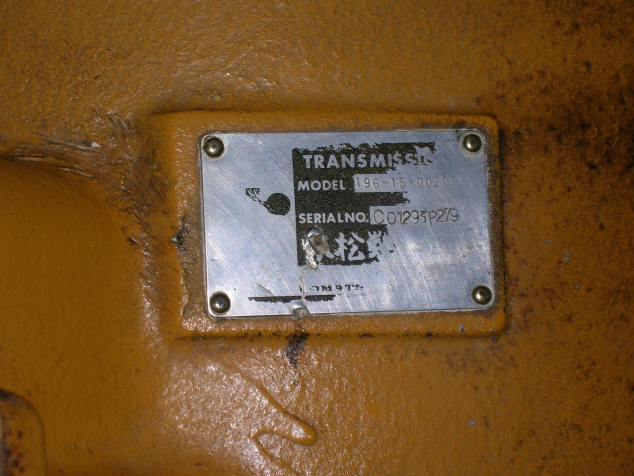 TRANSMISSI
MODEL 196-15-0020
SERIAL NO. C01293P279
松